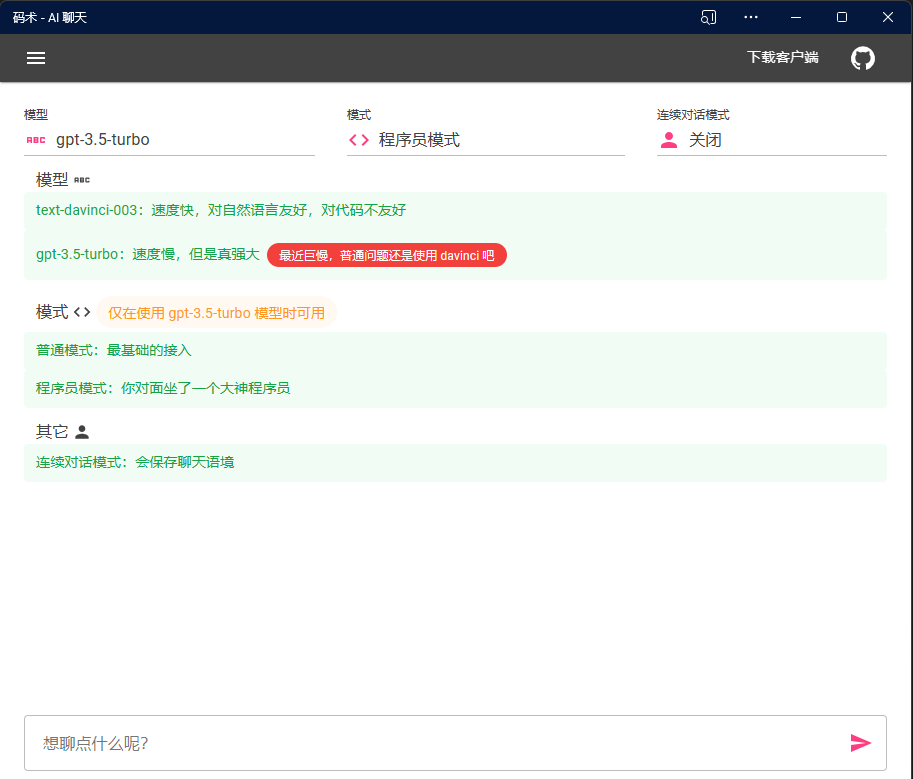 码术 - AI 聊天
下载客户端
模型
模式
连续对话模式
ABC gpt-3.5-turbo
程序员模式
关闭
模型 ABC
text-davinci-003：速度快，对自然语言友好，对代码不友好
gpt-3.5-turbo：速度慢，但是真强大 最近巨慢，普通问题还是使用 davinci 吧
模式 仅在使用 gpt-3.5-turbo 模型时可用
普通模式：最基础的接入
程序员模式：你对面坐了一个大神程序员
其它
连续对话模式：会保存聊天语境
想聊点什么呢？